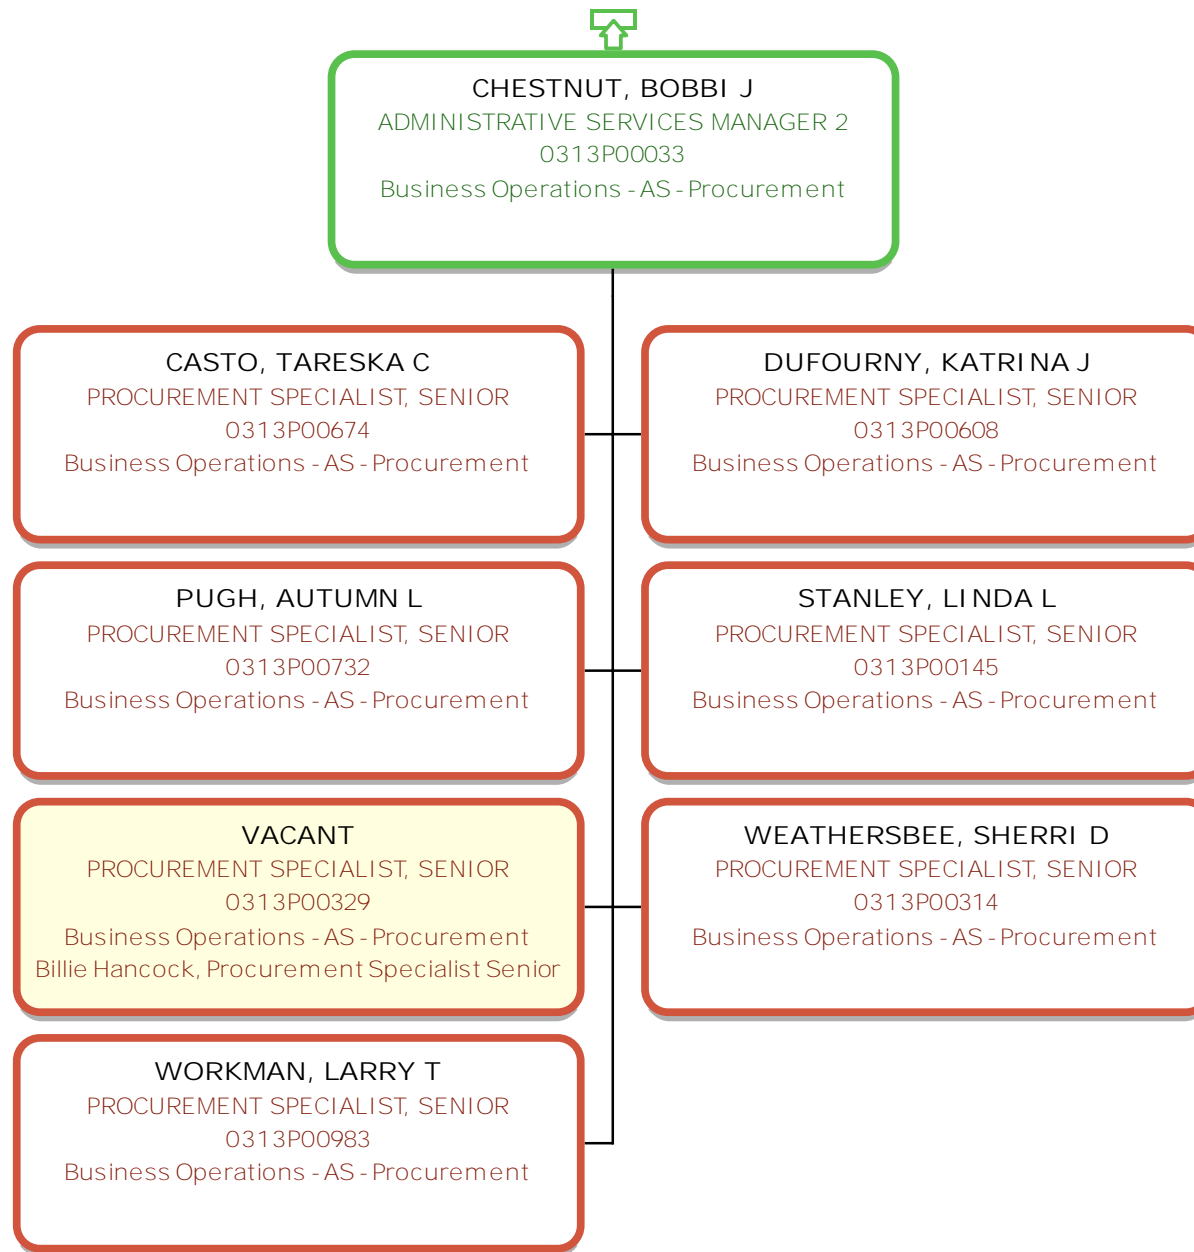 CHESTNUT, BOBBI J
ADMINISTRATIVE SERVICES MANAGER 2
0313P00033
Business Operations - AS - Procurement
CASTO, TARESKA C
PROCUREMENT SPECIALIST, SENIOR
0313P00674
Business Operations - AS - Procurement
DUFOURNY, KATRINA J
PROCUREMENT SPECIALIST, SENIOR
0313P00608
Business Operations - AS - Procurement
PUGH, AUTUMN L
PROCUREMENT SPECIALIST, SENIOR
0313P00732
Business Operations - AS - Procurement
STANLEY, LINDA L
PROCUREMENT SPECIALIST, SENIOR
0313P00145
Business Operations - AS - Procurement
VACANT
PROCUREMENT SPECIALIST, SENIOR
0313P00329
Business Operations - AS - Procurement
Billie Hancock, Procurement Specialist Senior
WEATHERSBEE, SHERRI D
PROCUREMENT SPECIALIST, SENIOR
0313P00314
Business Operations - AS - Procurement
WORKMAN, LARRY T
PROCUREMENT SPECIALIST, SENIOR
0313P00983
Business Operations - AS - Procurement